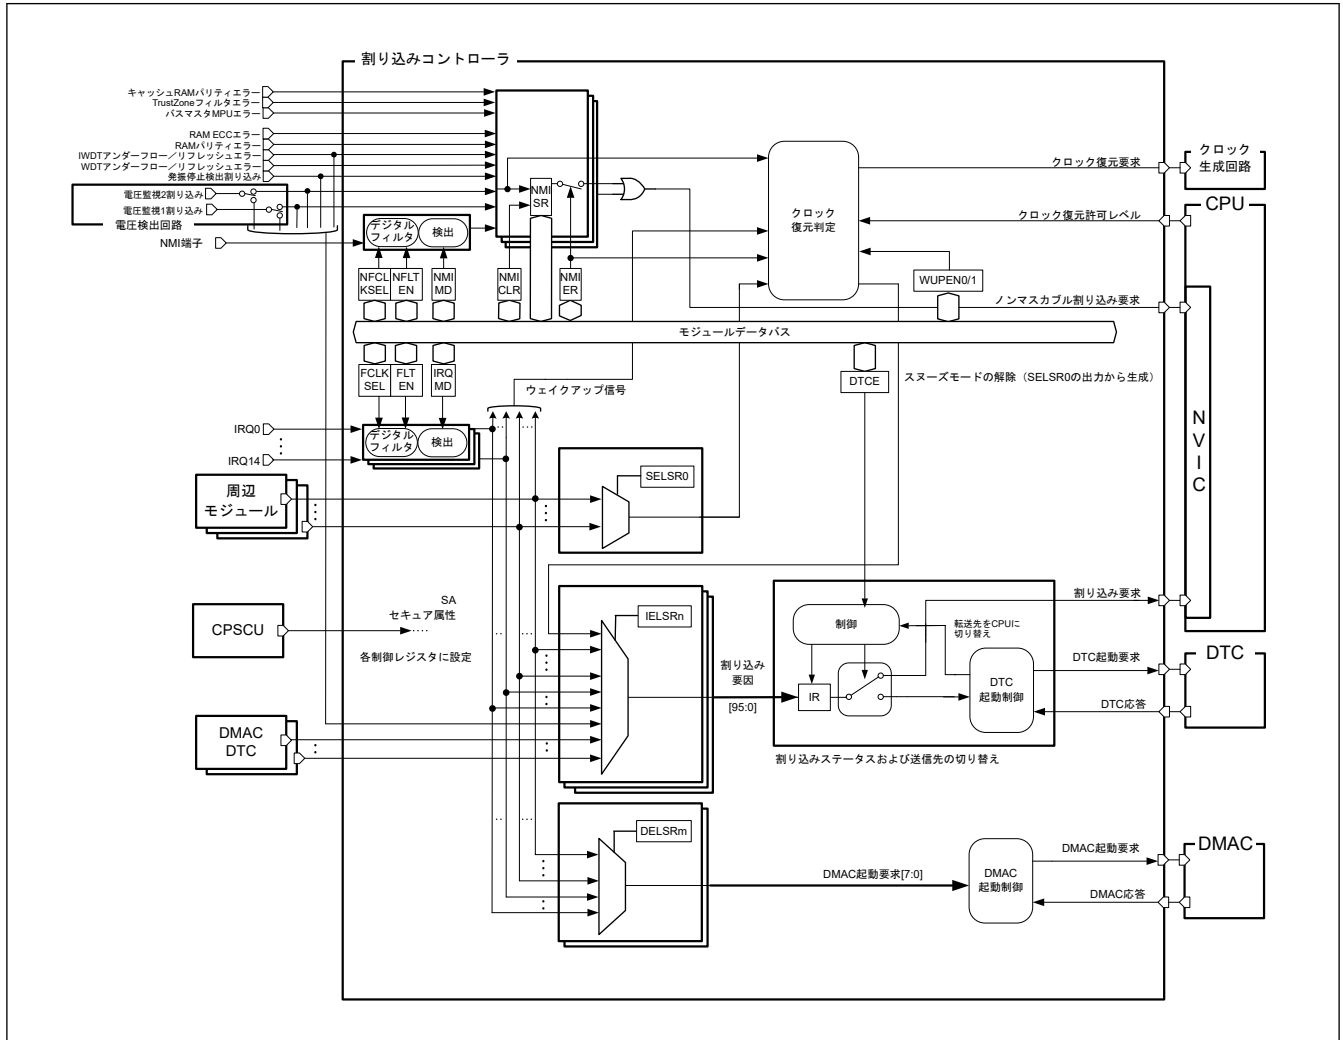 割り込みコントローラ
キャッシュRAMパリティエラー
TrustZoneフィルタエラー
バスマスタMPUエラー
RAM ECCエラー
RAMパリティエラー
IWDTアンダーフロー／リフレッシュエラー
WDTアンダーフロー／リフレッシュエラー
発振停止検出割り込み
電圧監視2割り込み
電圧監視1割り込み
電圧検出回路
NMI端子
デジタル
フィルタ
検出
NMI
SR
NFCL
KSEL
NFLT
EN
NMI
MD
NMI
CLR
NMI
ER
クロック
復元判定
クロック復元要求
クロック
生成回路
クロック復元許可レベル
CPU
WUPEN0/1
ノンマスカブル割り込み要求
モジュールデータバス
FCLK
SEL
FLT
EN
IRQ
MD
ウェイクアップ信号
DTCE
スヌーズモードの解除（SELSR0の出力から生成）
IRQ0
IRQ14
デジタル
フィルタ
検出
N
V
I
C
周辺
モジュール
SELSR0
CPSCU
SA
セキュア属性
各制御レジスタに設定
IELSRn
割り込み
要因
[95:0]
制御
転送先をCPUに
切り替え
IR
DTC
起動制御
割り込み要求
DTC起動要求
DTC応答
DTC
DMAC
DTC
割り込みステータスおよび送信先の切り替え
DELSRm
DMAC起動要求[7:0]
DMAC
起動制御
DMAC起動要求
DMAC応答
DMAC